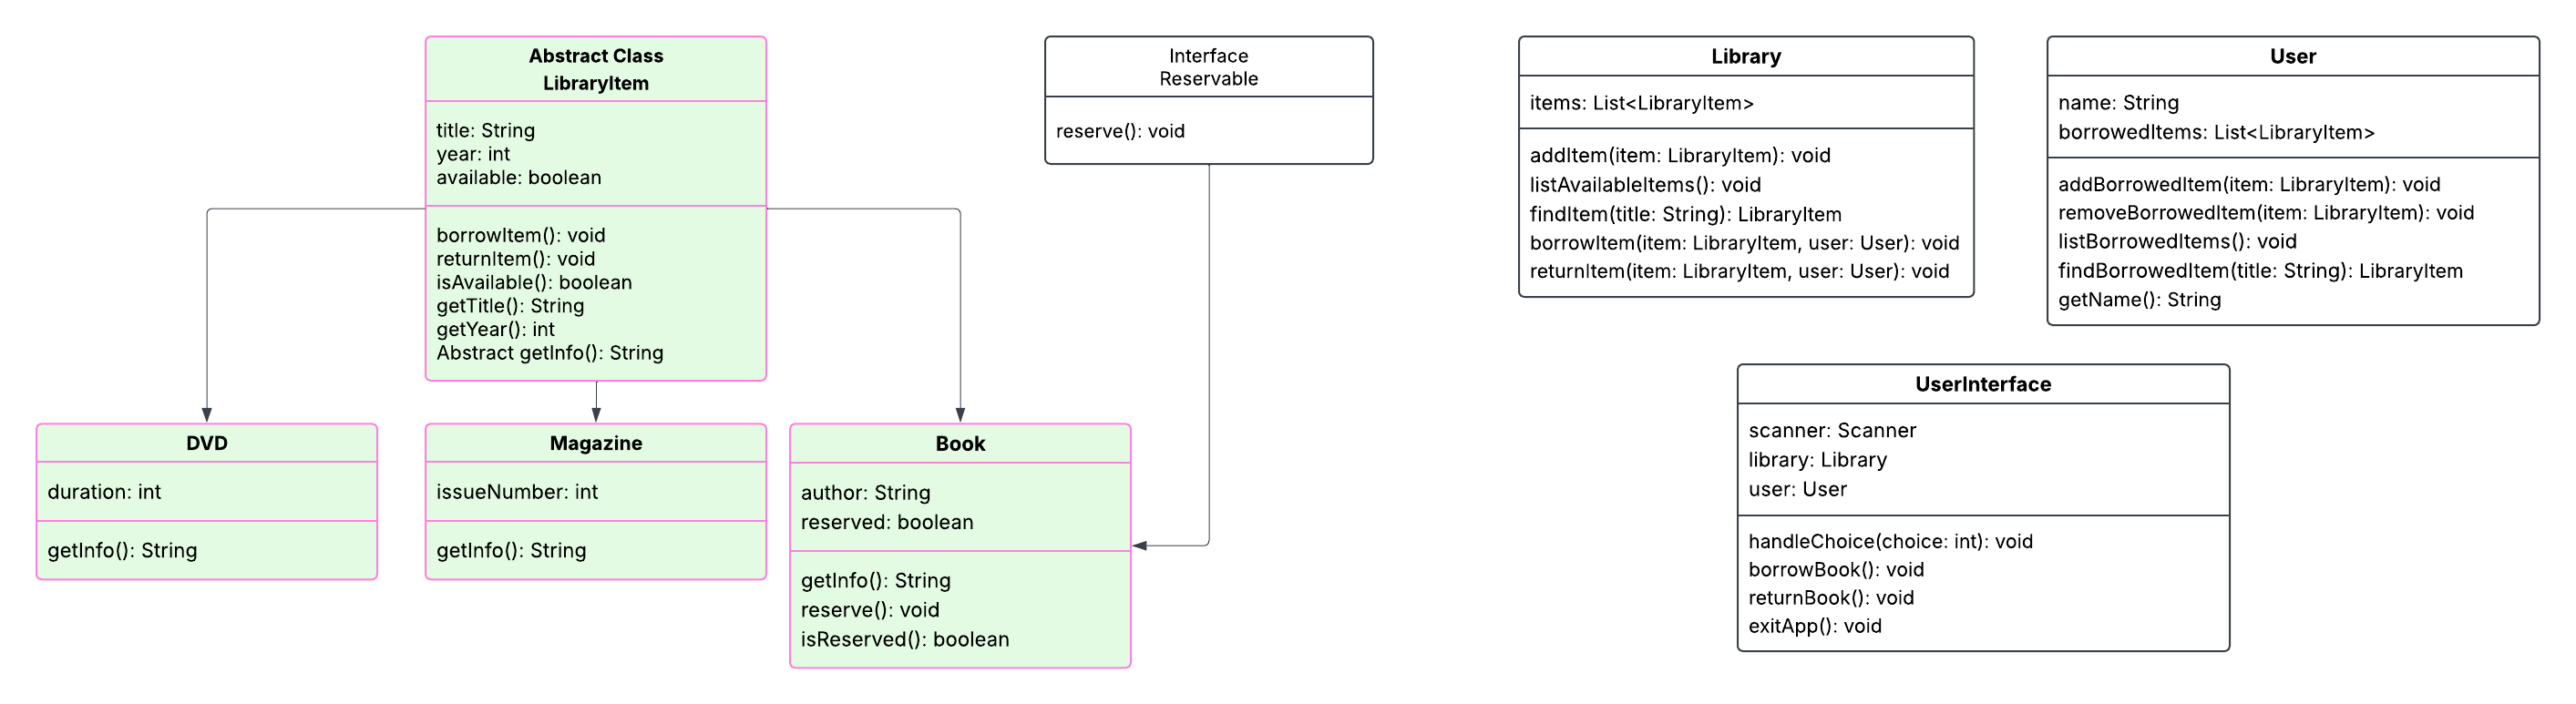 Abstract Class
LibraryItem
title: String
year: int
available: boolean
borrowItem(): void
returnItem(): void
isAvailable(): boolean
getTitle(): String
getYear(): int
Abstract getInfo(): String
Interface
Reservable
reserve(): void
Library
items: List<LibraryItem>
addItem(item: LibraryItem): void
listAvailableItems(): void
findItem(title: String): LibraryItem
borrowItem(item: LibraryItem, user: User): void
returnItem(item: LibraryItem, user: User): void
User
name: String
borrowedItems: List<LibraryItem>
addBorrowedItem(item: LibraryItem): void
removeBorrowedItem(item: LibraryItem): void
listBorrowedItems(): void
findBorrowedItem(title: String): LibraryItem
getName(): String
DVD
duration: int
getInfo(): String
Magazine
issueNumber: int
getInfo(): String
Book
author: String
reserved: boolean
getInfo(): String
reserve(): void
isReserved(): boolean
UserInterface
scanner: Scanner
library: Library
user: User
handleChoice(choice: int): void
borrowBook(): void
returnBook(): void
exitApp(): void